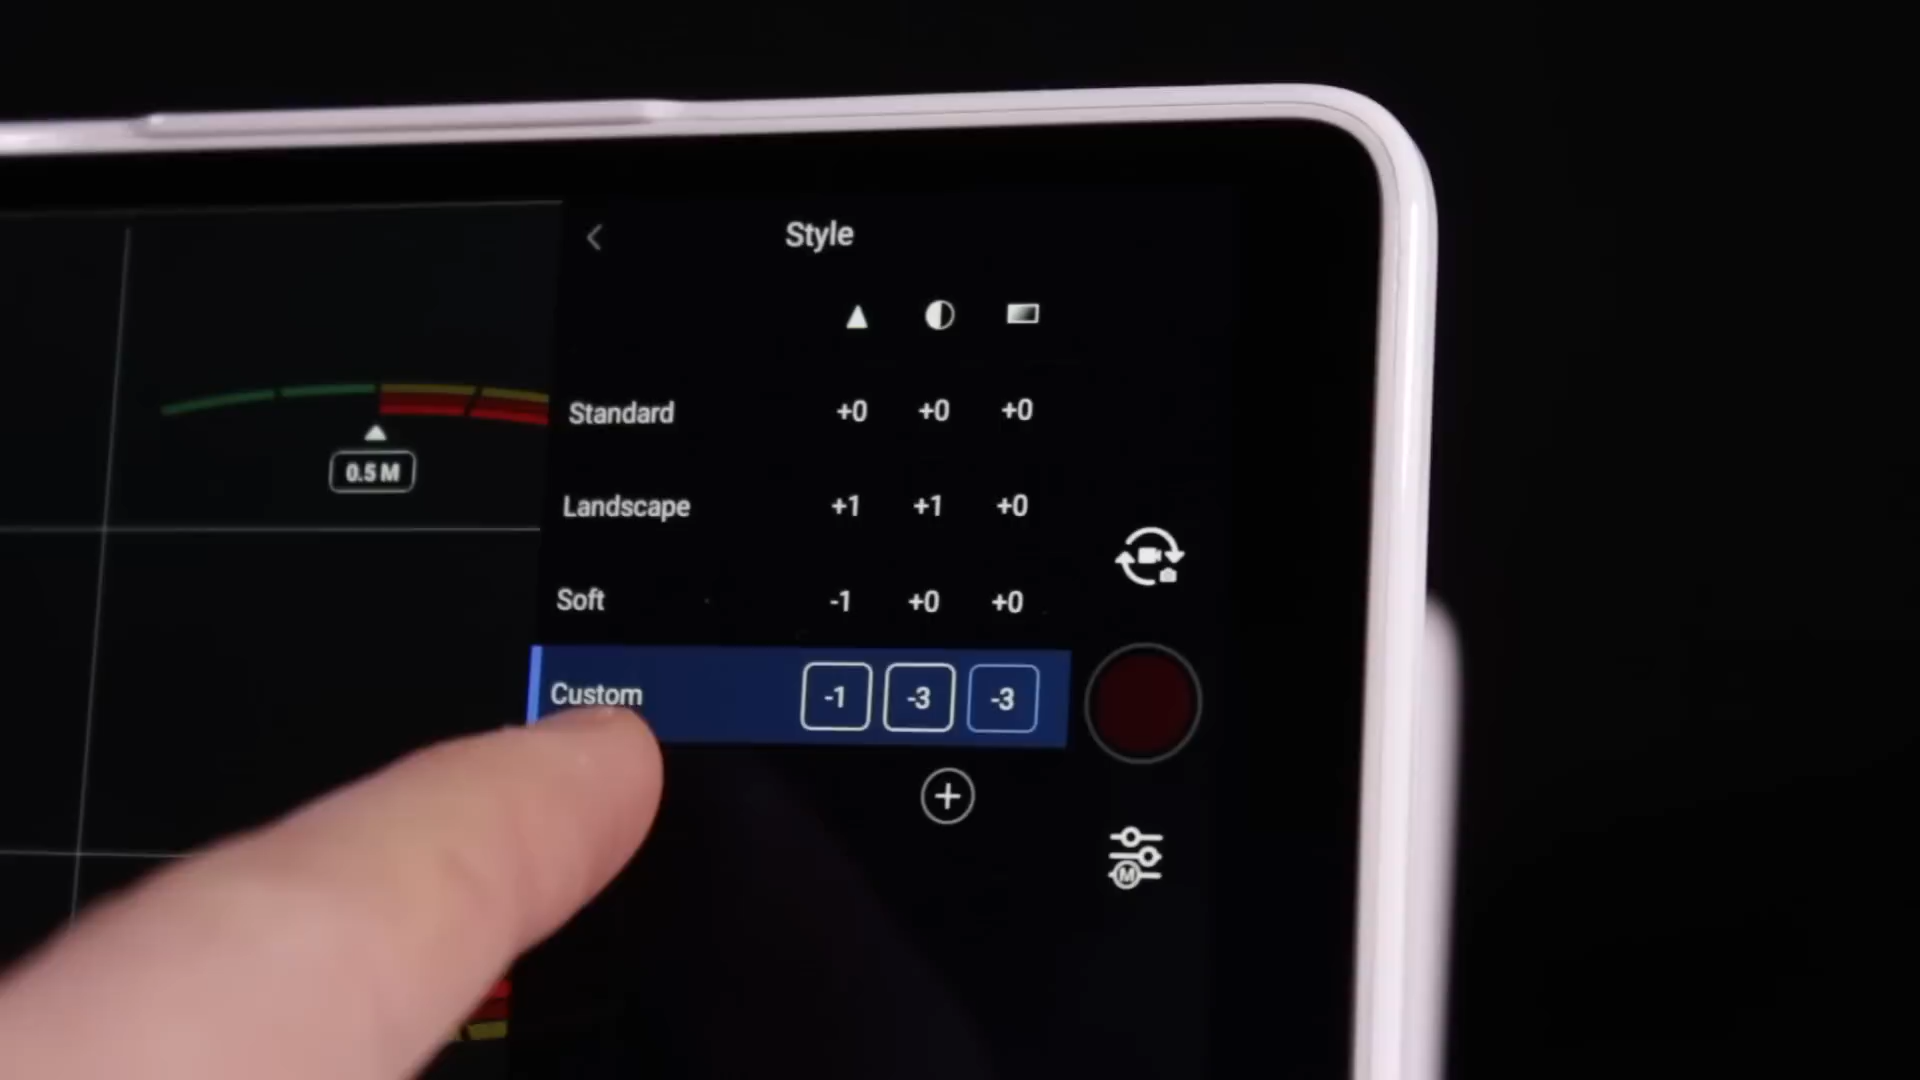 Style
Standard +0 +0 +0
0.5 M
Landscape +1 +1 +0
Soft -1 +0 +0
Custom -1 -3 -3
M